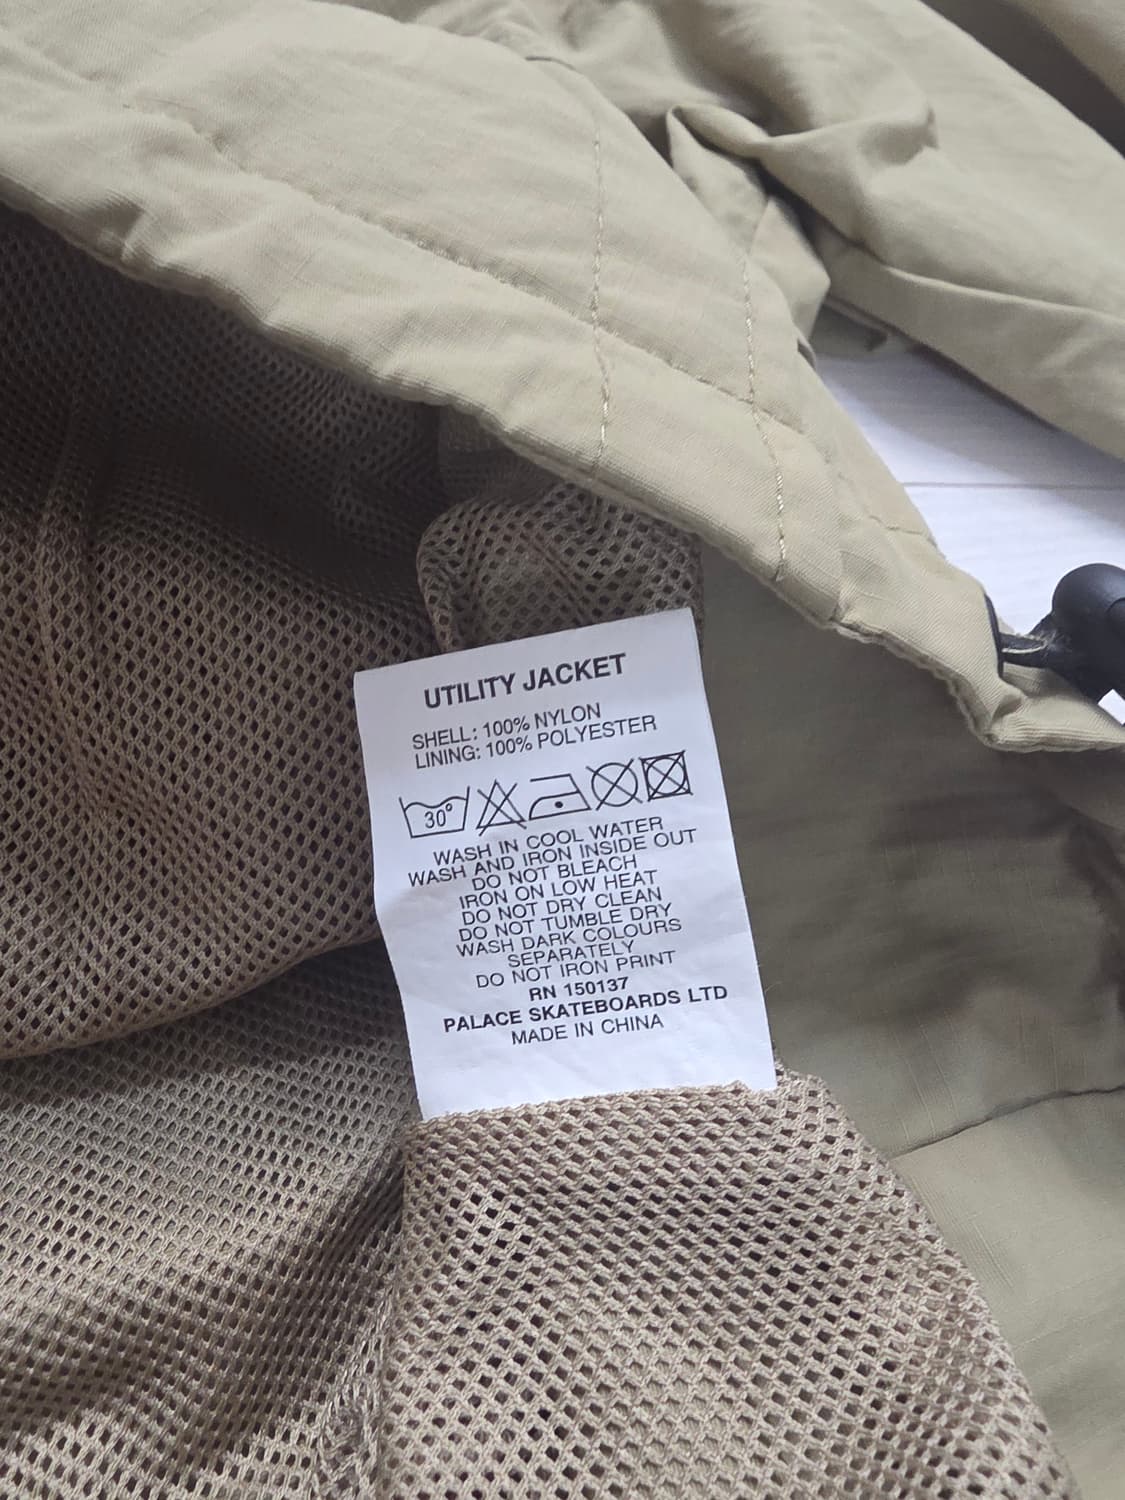 UTILITY JACKET
SHELL: 100% NYLON
LINING: 100% POLYESTER
30°
WASH IN COOL WATER
WASH AND IRON INSIDE OUT
DO NOT BLEACH
IRON ON LOW HEAT
DO NOT DRY CLEAN
DO NOT TUMBLE DRY
WASH DARK COLOURS
SEPARATELY
DO NOT IRON PRINT
RN 150137
PALACE SKATEBOARDS LTD
MADE IN CHINA